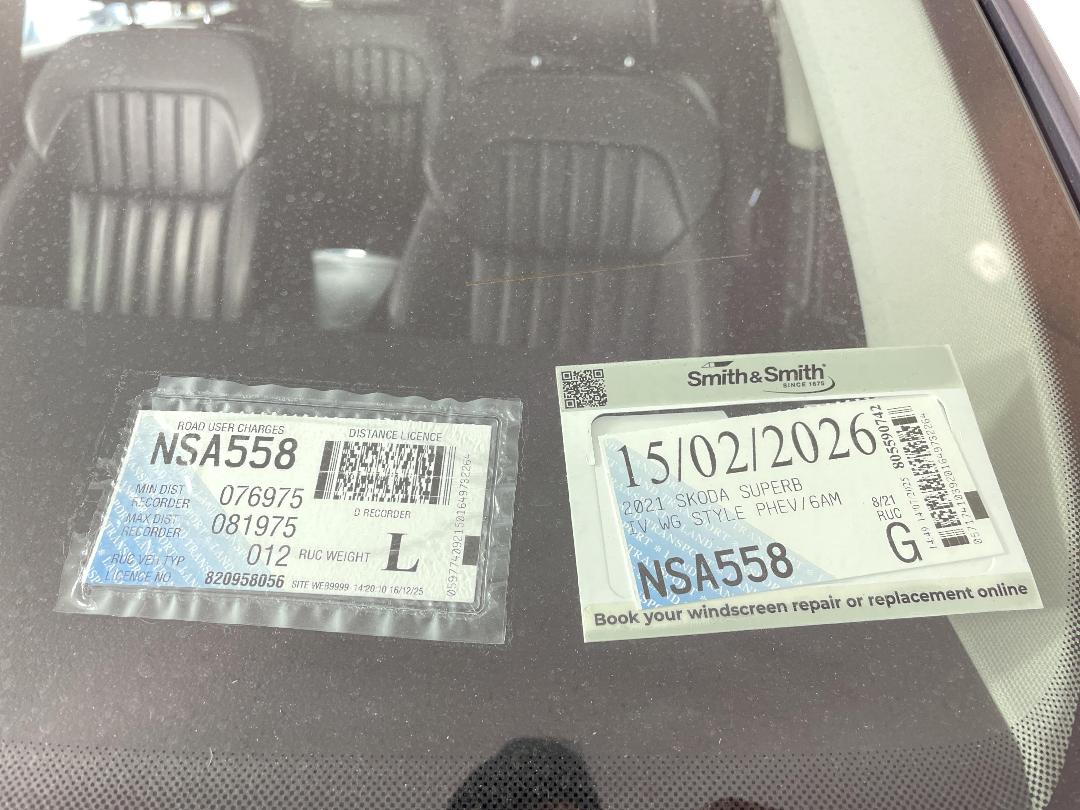 ROAD USER CHARGES
DISTANCE LICENCE
NSA558
MIN DIST RECORDER 076975
D RECORDER
MAX DIST RECORDER 081975
RUC VEH TYP 012 RUC WEIGHT L
LICENCE NO 820958056 SITE WE99999 14:20:10 16/12/25
Smith&Smith
SINCE 1875
15/02/2026
805590742
2021 SKODA SUPERB
IV WG STYLE PHEV/6AM
8/21
RUC
G
NSA558
Book your windscreen repair or replacement online